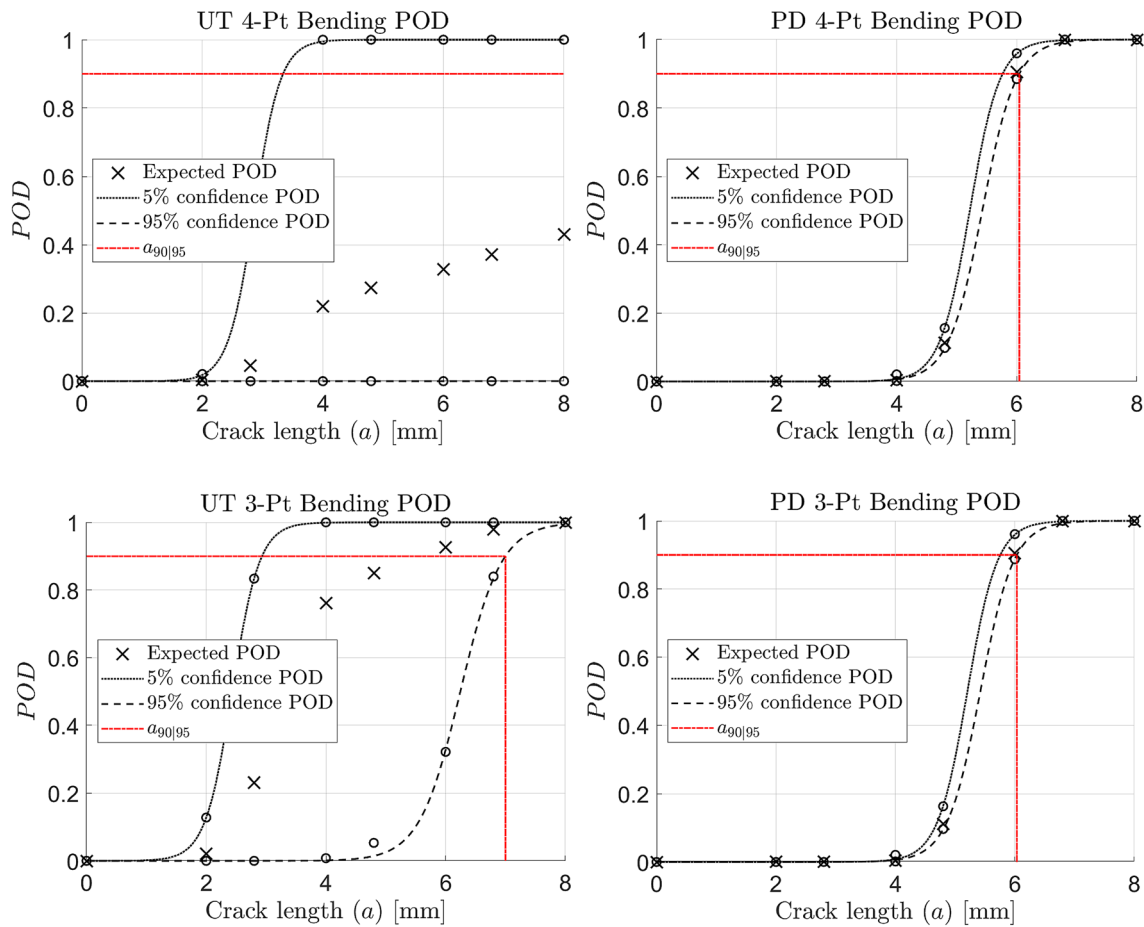 UT 4-Pt Bending POD
1
0.8
0.6
0.4
0.2
0
POD
Expected POD
5% confidence POD
95% confidence POD
a90|95
0 2 4 6 8
Crack length (a) [mm]
PD 4-Pt Bending POD
1
0.8
0.6
0.4
0.2
0
POD
Expected POD
5% confidence POD
95% confidence POD
a90|95
0 2 4 6 8
Crack length (a) [mm]
UT 3-Pt Bending POD
1
0.8
0.6
0.4
0.2
0
POD
Expected POD
5% confidence POD
95% confidence POD
a90|95
0 2 4 6 8
Crack length (a) [mm]
PD 3-Pt Bending POD
1
0.8
0.6
0.4
0.2
0
POD
Expected POD
5% confidence POD
95% confidence POD
a90|95
0 2 4 6 8
Crack length (a) [mm]